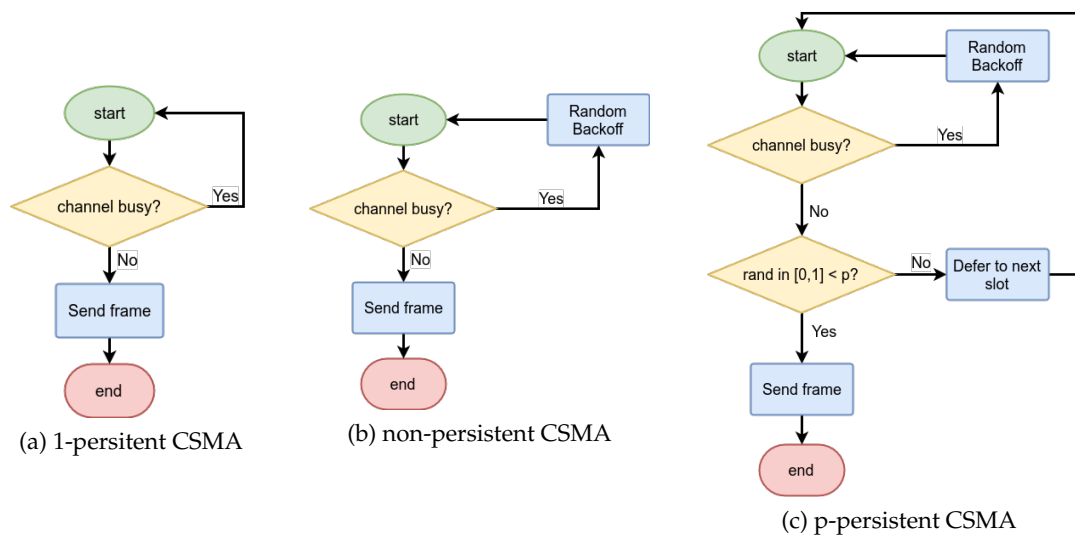 start
channel busy?
Yes
No
Send frame
end
(a) 1-persitent CSMA
start
Random
Backoff
channel busy?
Yes
No
Send frame
end
(b) non-persistent CSMA
start
Random
Backoff
channel busy?
Yes
No
rand in [0,1] < p?
No
Defer to next
slot
Yes
Send frame
end
(c) p-persistent CSMA